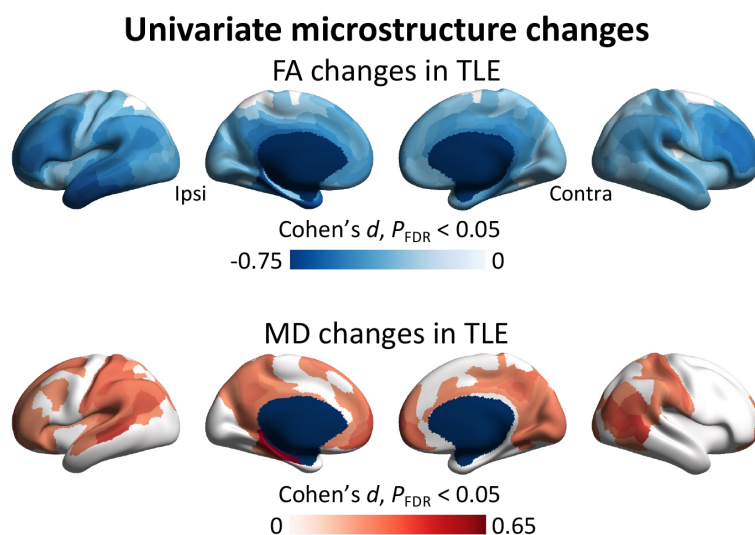 Univariate microstructure changes
FA changes in TLE
Ipsi
Contra
Cohen's d, PFDR < 0.05
-0.75
0
MD changes in TLE
Cohen's d, PFDR < 0.05
0
0.65